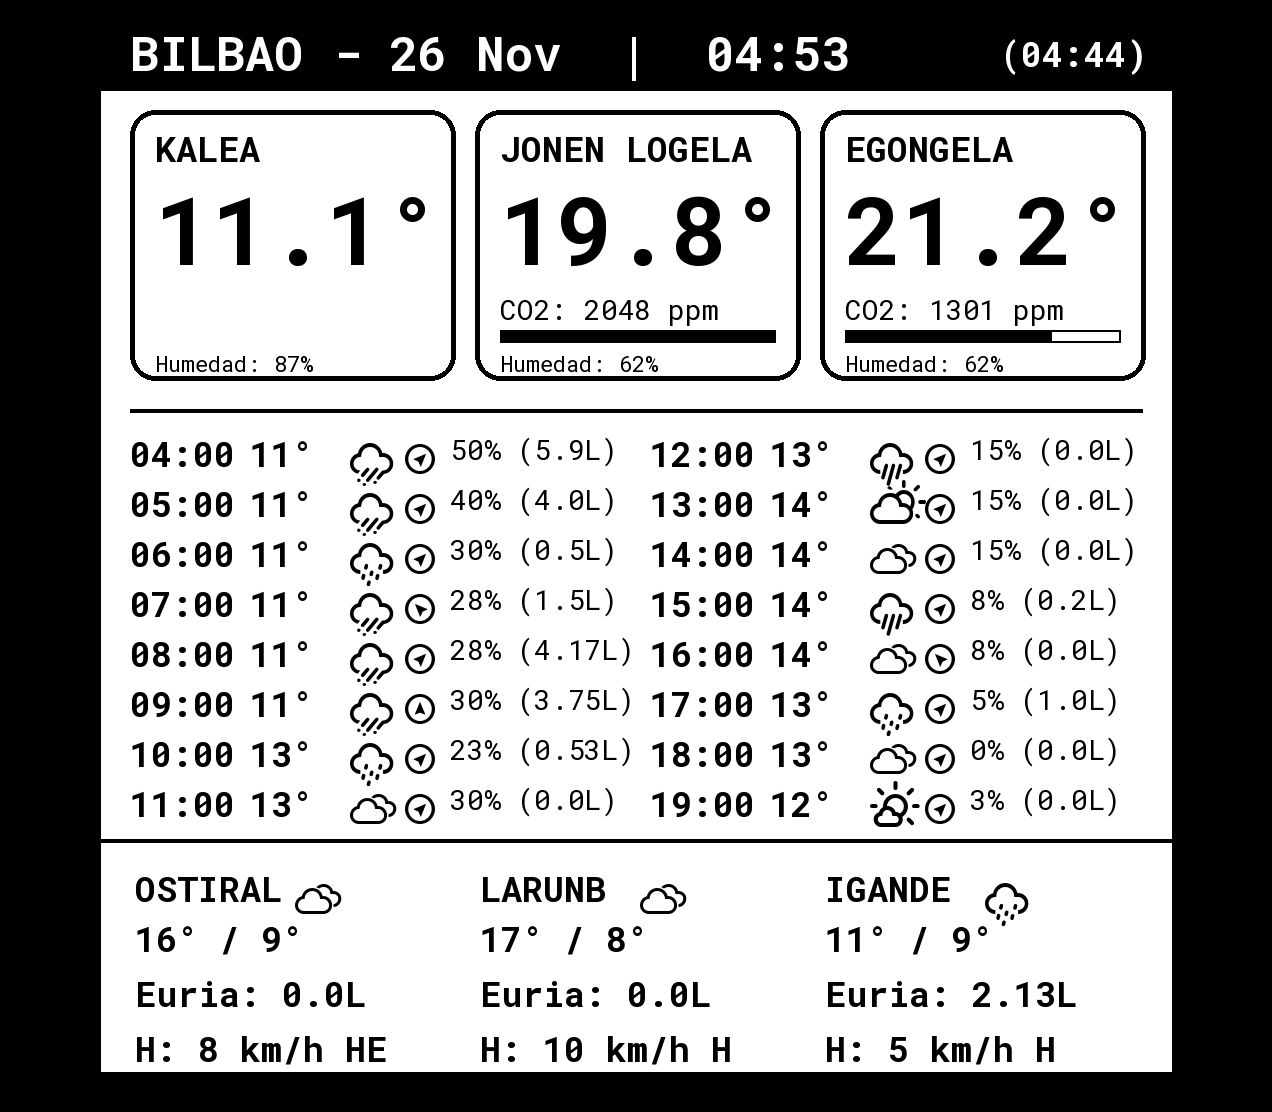 BILBAO - 26 Nov | 04:53 (04:44)
KALEA
11.1°
Humedad: 87%
JONEN LOGELA
19.8°
CO2: 2048 ppm
Humedad: 62%
EGONGELA
21.2°
CO2: 1301 ppm
Humedad: 62%
04:00 11° 50% (5.9L)
05:00 11° 40% (4.0L)
06:00 11° 30% (0.5L)
07:00 11° 28% (1.5L)
08:00 11° 28% (4.17L)
09:00 11° 30% (3.75L)
10:00 13° 23% (0.53L)
11:00 13° 30% (0.0L)
12:00 13° 15% (0.0L)
13:00 14° 15% (0.0L)
14:00 14° 15% (0.0L)
15:00 14° 8% (0.2L)
16:00 14° 8% (0.0L)
17:00 13° 5% (1.0L)
18:00 13° 0% (0.0L)
19:00 12° 3% (0.0L)
OSTIRAL
16° / 9°
Euria: 0.0L
H: 8 km/h HE
LARUNB
17° / 8°
Euria: 0.0L
H: 10 km/h H
IGANDE
11° / 9°
Euria: 2.13L
H: 5 km/h H